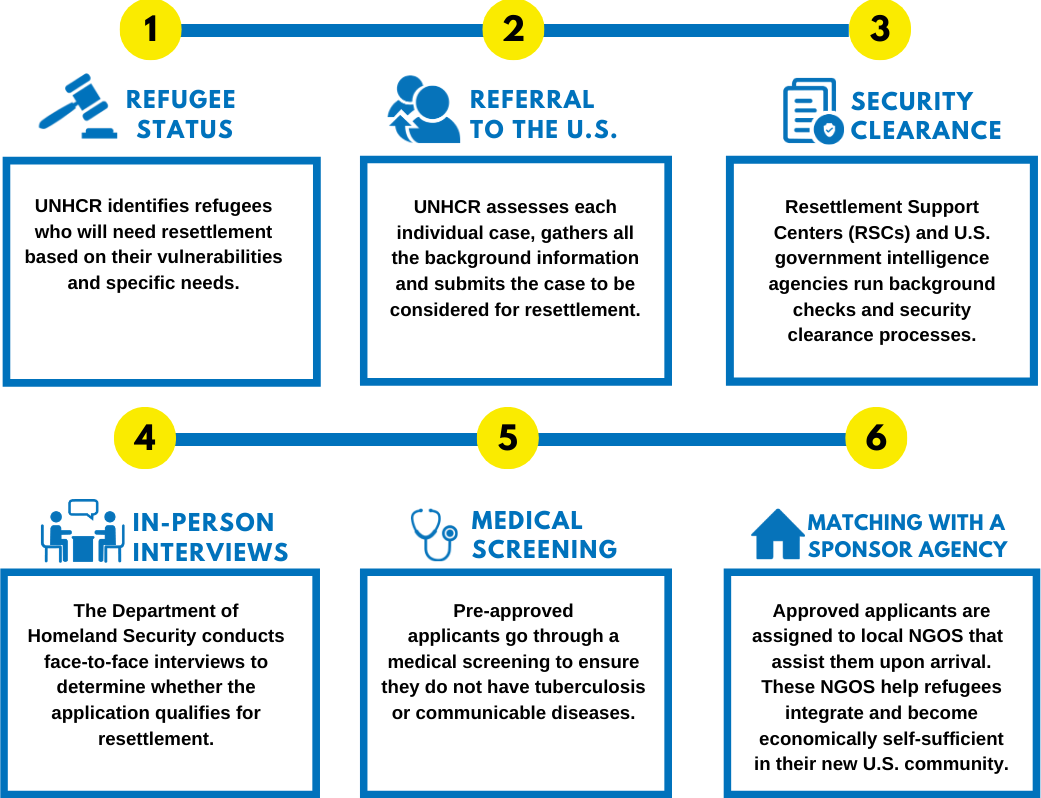 1
2
3
REFUGEE
STATUS
REFERRAL
TO THE U.S.
SECURITY
CLEARANCE
UNHCR identifies refugees
who will need resettlement
based on their vulnerabilities
and specific needs.
UNHCR assesses each
individual case, gathers all
the background information
and submits the case to be
considered for resettlement.
Resettlement Support
Centers (RSCs) and U.S.
government intelligence
agencies run background
checks and security
clearance processes.
4
5
6
IN-PERSON
INTERVIEWS
MEDICAL
SCREENING
MATCHING WITH A
SPONSOR AGENCY
The Department of
Homeland Security conducts
face-to-face interviews to
determine whether the
application qualifies for
resettlement.
Pre-approved
applicants go through a
medical screening to ensure
they do not have tuberculosis
or communicable diseases.
Approved applicants are
assigned to local NGOS that
assist them upon arrival.
These NGOS help refugees
integrate and become
economically self-sufficient
in their new U.S. community.